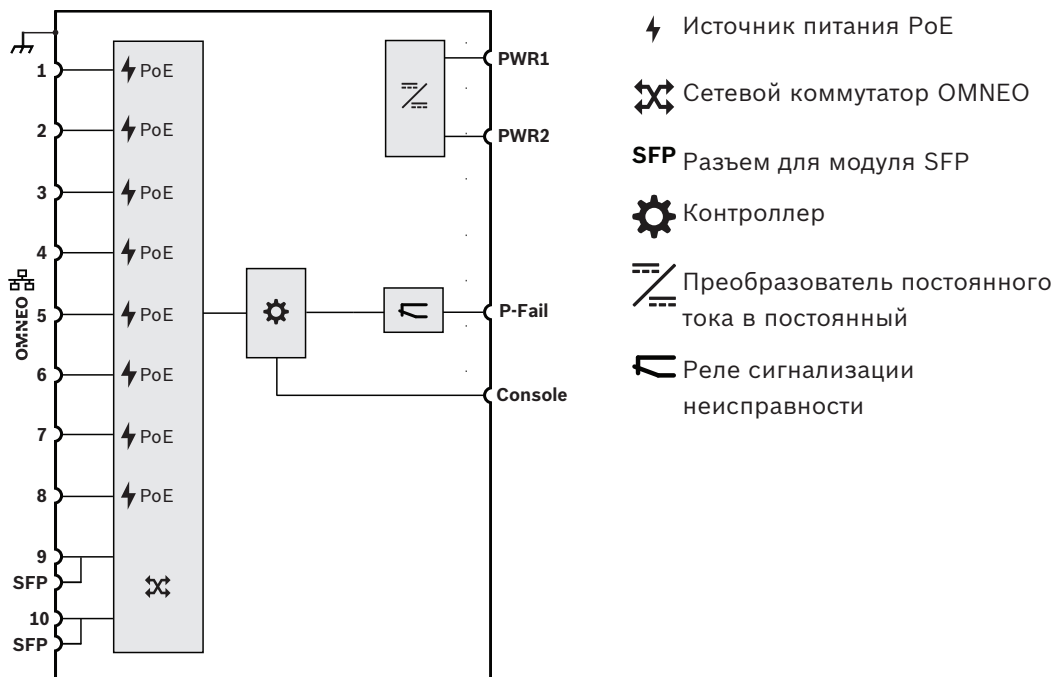 1
PoE
2
PoE
3
PoE
4
PoE
OMNEO
5
PoE
6
PoE
7
PoE
8
PoE
9
SFP
10
SFP
PWR1
PWR2
P-Fail
Console
Источник питания PoE
Сетевой коммутатор OMNEO
SFP Разъем для модуля SFP
Контроллер
Преобразователь постоянного
тока в постоянный
Реле сигнализации
неисправности